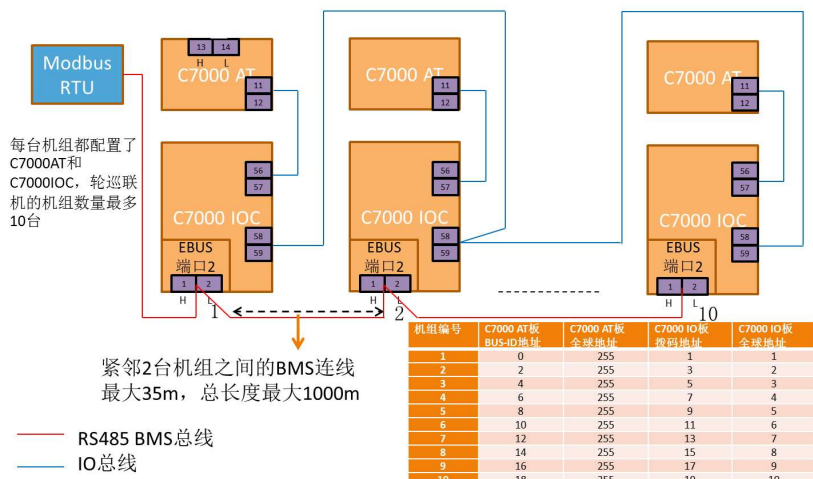 Modbus
RTU
13 14
H L
C7000 AT
11
12
C7000 AT
11
12
C7000 AT
11
12
每台机组都配置了
C7000AT和
C7000IOC，轮巡联
机的机组数量最多
10台
56
57
C7000 IOC
58
59
EBUS
端口2
1 2
H L
1
56
57
C7000 IOC
58
59
EBUS
端口2
1 2
H L
2
56
57
C7000 IOC
58
59
EBUS
端口2
1 2
H L
10
紧邻2台机组之间的BMS连线
最大35m，总长度最大1000m
RS485 BMS总线
IO总线
机组编号 C7000 AT板 C7000 AT板 C7000 IO板 C7000 IO板
BUS-ID地址 全球地址 拨码地址 全球地址
1 0 255 1 1
2 2 255 3 2
3 4 255 5 3
4 6 255 7 4
5 8 255 9 5
6 10 255 11 6
7 12 255 13 7
8 14 255 15 8
9 16 255 17 9
10 18 255 19 10